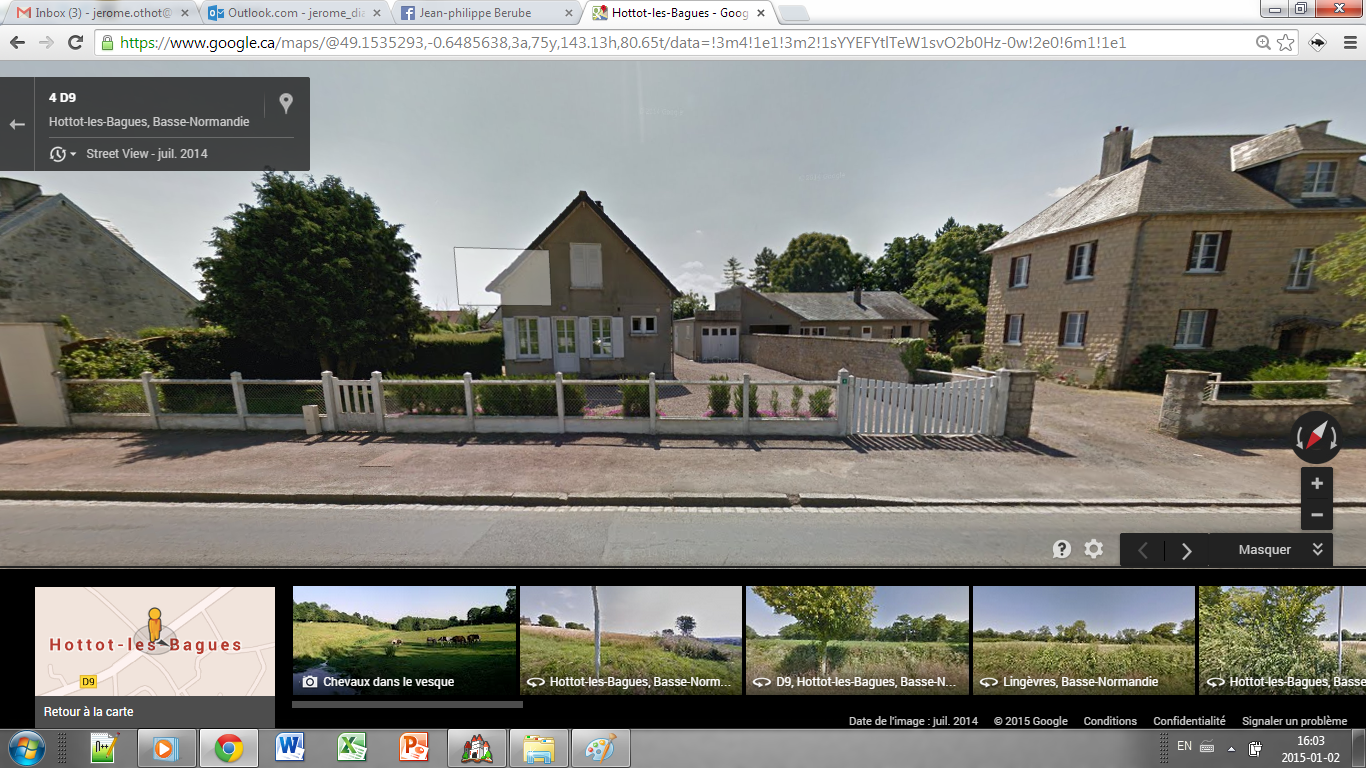 Inbox (3) - jerome.othot@
Outlook.com - jerome_dia
Jean-philippe Berube
Hottot-les-Bagues - Goog
https://www.google.ca/maps/@49.1535293,-0.6485638,3a,75y,143.13h,80.65t/data=!3m4!1e1!3m2!1sYYEFYtlTeW1svO2b0Hz-0w!2e0!6m1!1e1
4 D9
Hottot-les-Bagues, Basse-Normandie
Street View - juil. 2014
Masquer
Hottot-les-Bagues
D9
Retour à la carte
Chevaux dans le vesque
Hottot-les-Bagues, Basse-Norm...
D9, Hottot-les-Bagues, Basse-N...
Lingèvres, Basse-Normandie
Hottot-les-Bagues, Basse
Date de l'image : juil. 2014
© 2015 Google
Conditions
Confidentialité
Signaler un problème
EN
16:03
2015-01-02